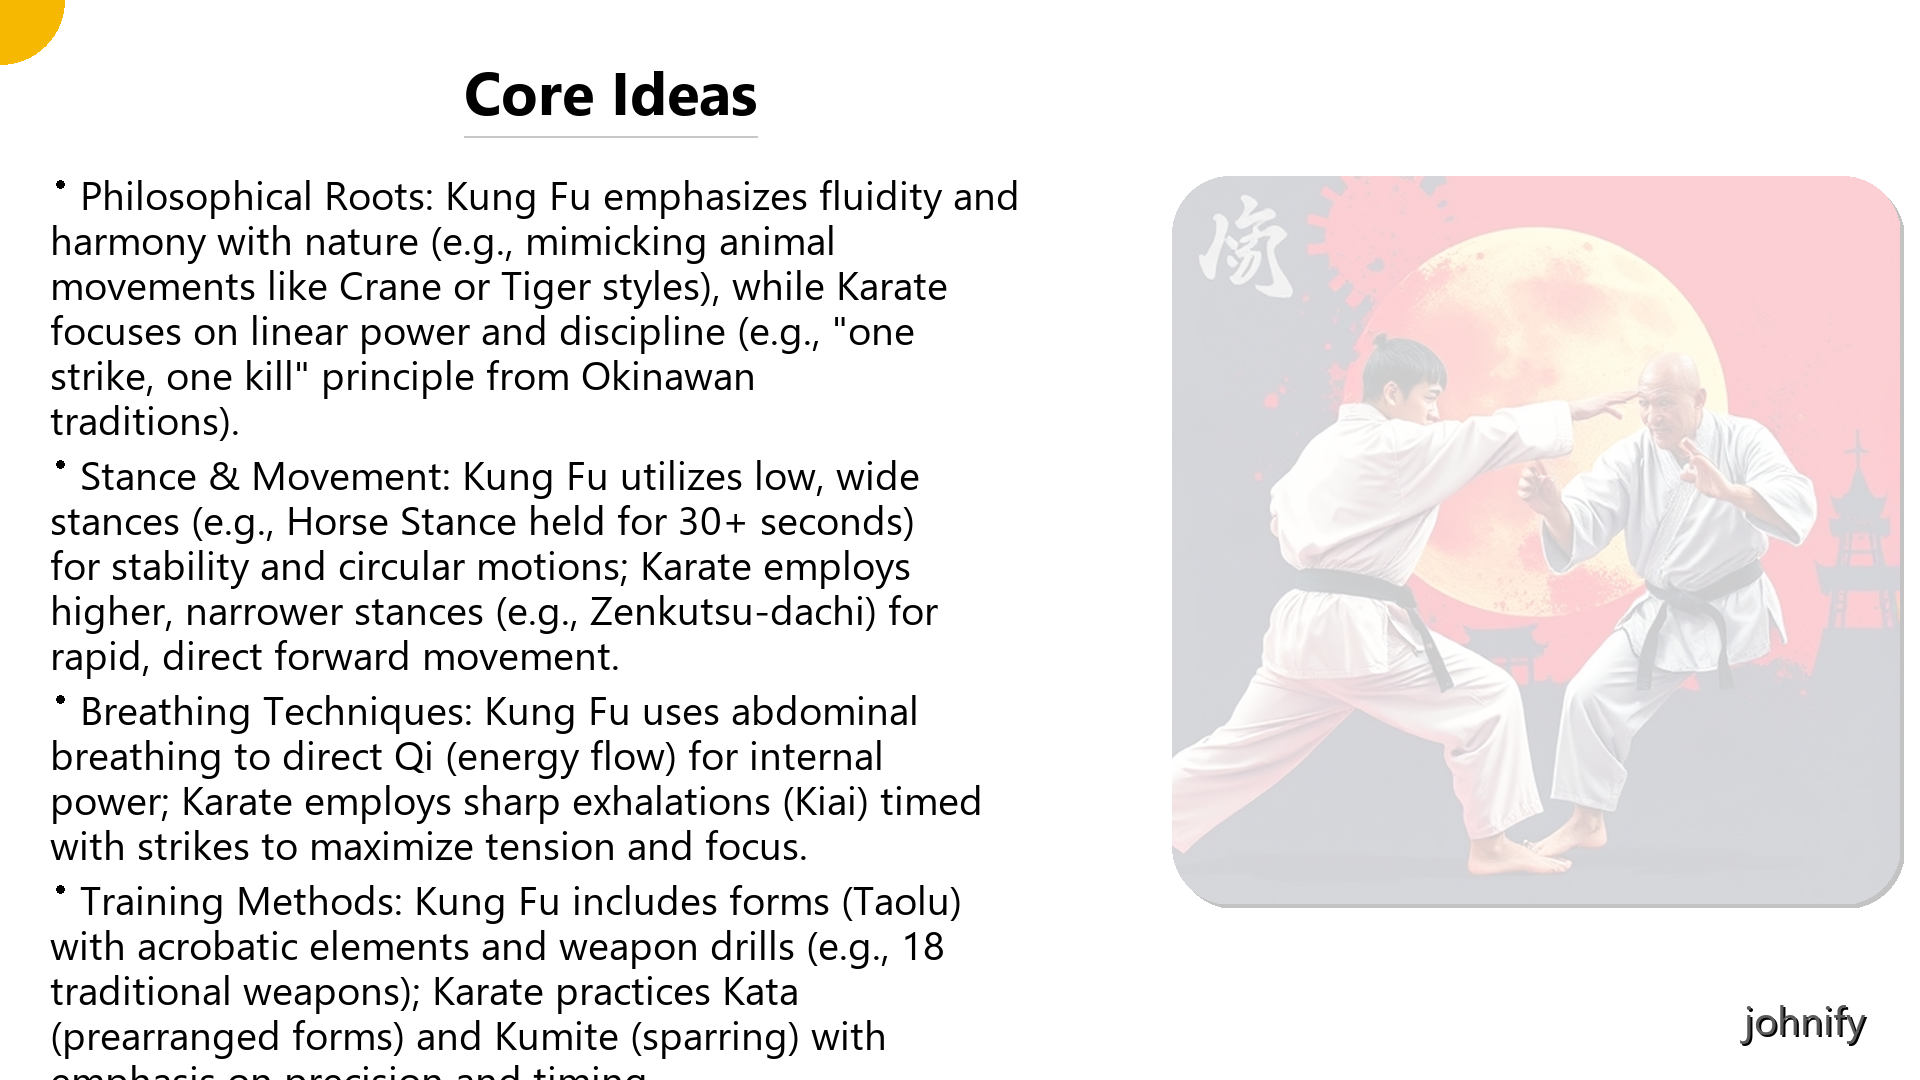 Core Ideas
• Philosophical Roots: Kung Fu emphasizes fluidity and
harmony with nature (e.g., mimicking animal
movements like Crane or Tiger styles), while Karate
focuses on linear power and discipline (e.g., "one
strike, one kill" principle from Okinawan
traditions).
• Stance & Movement: Kung Fu utilizes low, wide
stances (e.g., Horse Stance held for 30+ seconds)
for stability and circular motions; Karate employs
higher, narrower stances (e.g., Zenkutsu-dachi) for
rapid, direct forward movement.
• Breathing Techniques: Kung Fu uses abdominal
breathing to direct Qi (energy flow) for internal
power; Karate employs sharp exhalations (Kiai) timed
with strikes to maximize tension and focus.
• Training Methods: Kung Fu includes forms (Taolu)
with acrobatic elements and weapon drills (e.g., 18
traditional weapons); Karate practices Kata
(prearranged forms) and Kumite (sparring) with
emphasis on precision and timing.
johnify